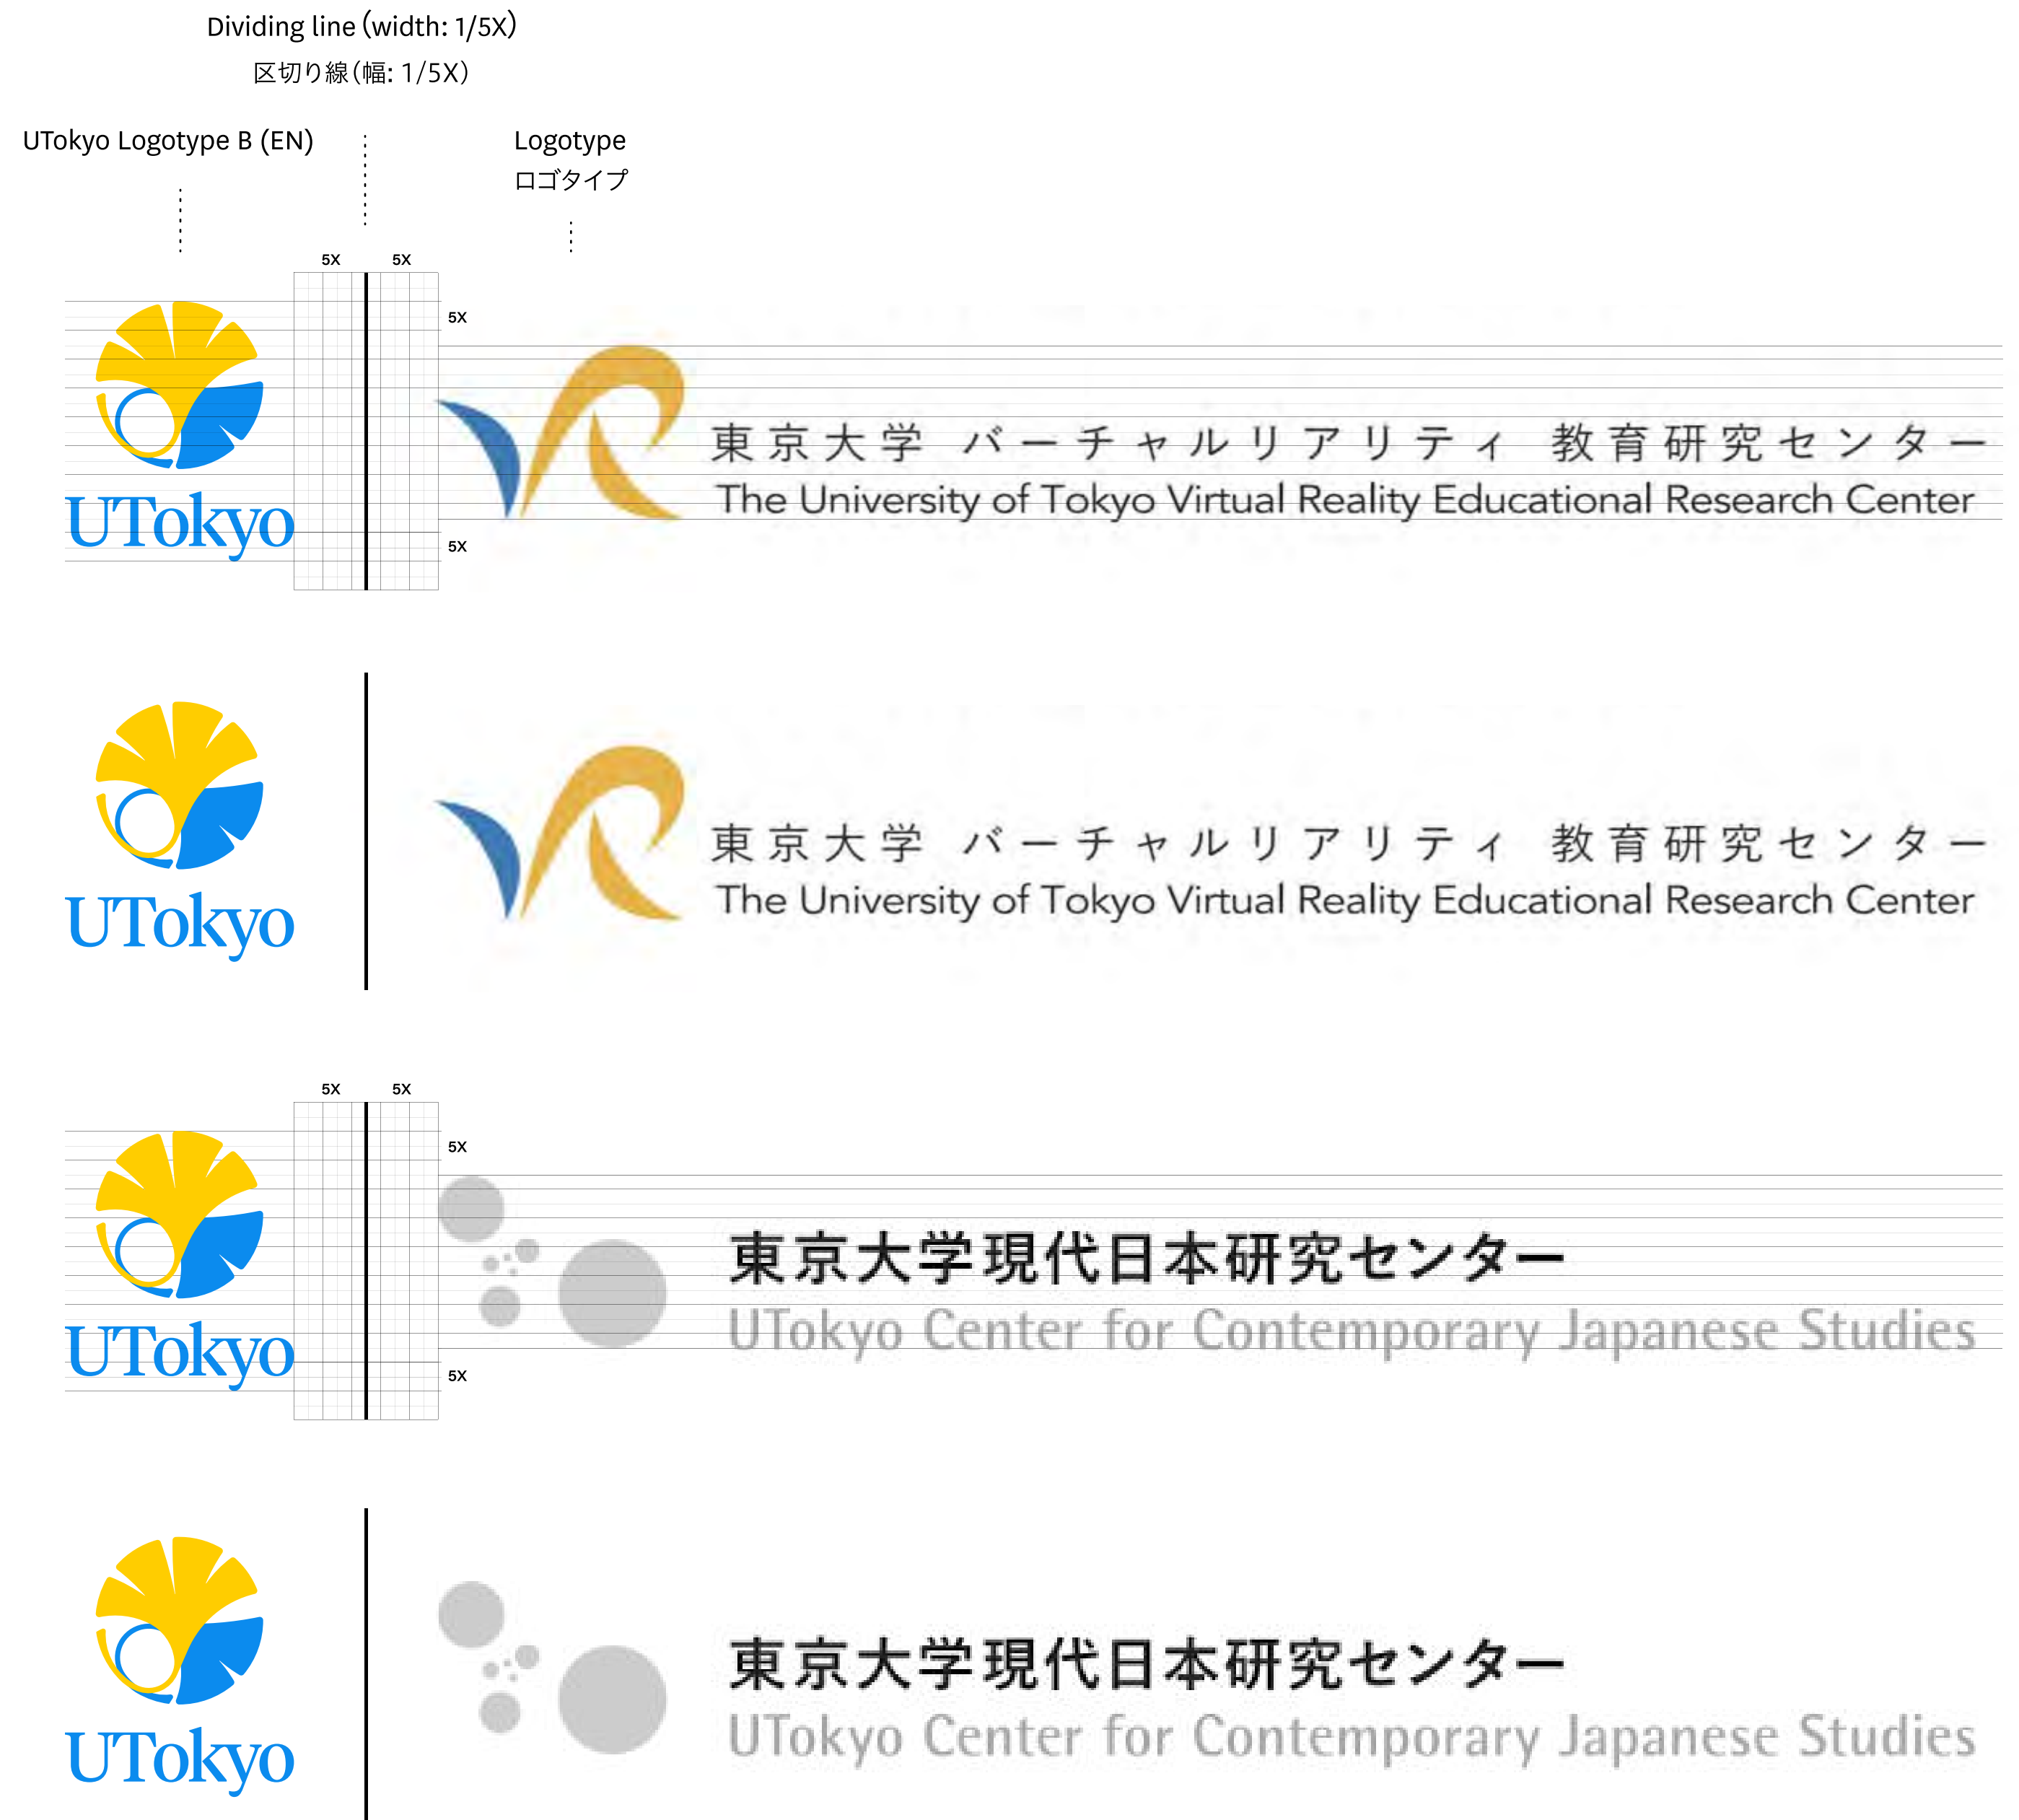 Dividing line (width: 1/5X)
区切り線(幅: 1/5X)
UTokyo Logotype B (EN)
Logotype
ロゴタイプ
5X 5X
5X
東京大学 バーチャルリアリティ 教育研究センター
The University of Tokyo Virtual Reality Educational Research Center
UTokyo
5X
東京大学 バーチャルリアリティ 教育研究センター
The University of Tokyo Virtual Reality Educational Research Center
UTokyo
5X 5X
5X
東京大学現代日本研究センター
UTokyo Center for Contemporary Japanese Studies
UTokyo
5X
東京大学現代日本研究センター
UTokyo Center for Contemporary Japanese Studies
UTokyo